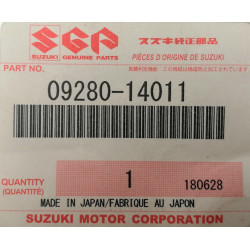 SGP
スズキ純正部品
SUZUKI GENUINE PARTS
PIÈCES D'ORIGINE DE SUZUKI
PART NO.
09280-14011
QUANTITY
(QUANTITÉ)
1
180628
MADE IN JAPAN/FABRIQUE AU JAPON
SUZUKI MOTOR CORPORATION